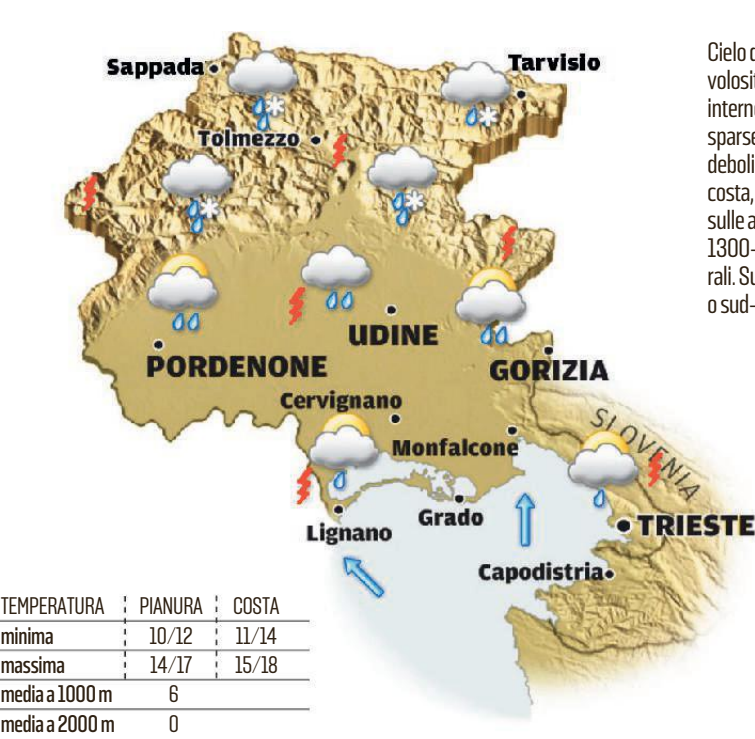 Sappada
Tarvisio
Tolmezzo
UDINE
PORDENONE
GORIZIA
Cervignano
Monfalcone
SLOVENIA
Lignano
Grado
TRIESTE
Capodistria
TEMPERATURA PIANURA COSTA
minima 10/12 11/14
massima 14/17 15/18
media a 1000 m 6
media a 2000 m 0
Cielo
volosit
interne
sparse
deboli
costa,
sulle a
1300-
rali. Su
o sud-